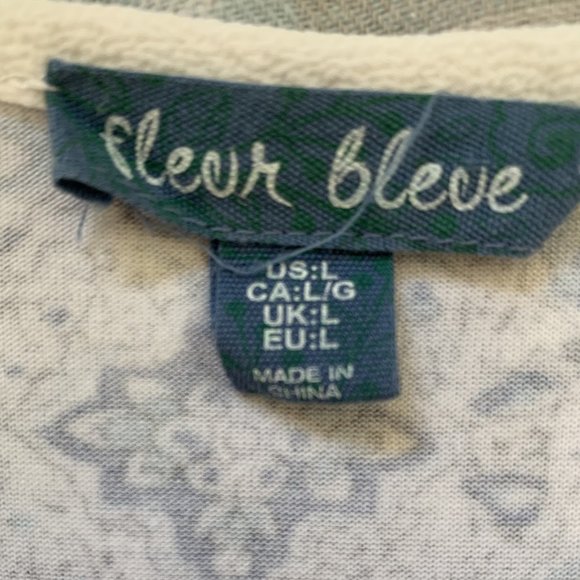 fleur bleue
US:L
CA:L/G
UK:L
EU:L
MADE IN
CHINA